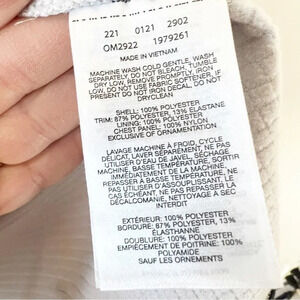 221 0121 2902
OM2922 1979261
MADE IN VIETNAM
MACHINE WASH COLD GENTLE, WASH
SEPARATELY, DO NOT BLEACH, TUMBLE
DRY LOW, REMOVE PROMPTLY, IRON
LOW, DO NOT USE FABRIC SOFTENER, IF
PRESENT DO NOT IRON DECAL, DO NOT
DRYCLEAN
SHELL: 100% POLYESTER
TRIM: 87% POLYESTER, 13% ELASTANE
LINING: 100% POLYESTER
CHEST PANEL: 100% NYLON
EXCLUSIVE OF ORNAMENTATION
LAVAGE MACHINE À FROID, CYCLE
DÉLICAT, LAVER SÉPARÉMENT, NE PAS
UTILISER D'EAU DE JAVEL, SÉCHAGE
MACHINE, BASSE TEMPÉRATURE, SORTIR
IMMÉDIATEMENT DE LA MACHINE,
REPASSER À BASSE TEMPÉRATURE, NE
PAS UTILISER D'ASSOUPLISSANT, LE
CAS ÉCHÉANT, NE PAS REPASSER LA
DÉCALCOMANIE, NETTOYAGE À SEC
INTERDIT
EXTÉRIEUR: 100% POLYESTER
BORDURE: 87% POLYESTER, 13%
ÉLASTHANNE
DOUBLURE: 100% POLYESTER
EMPIÈCEMENT DE POITRINE: 100%
POLYAMIDE
SAUF LES ORNEMENTS